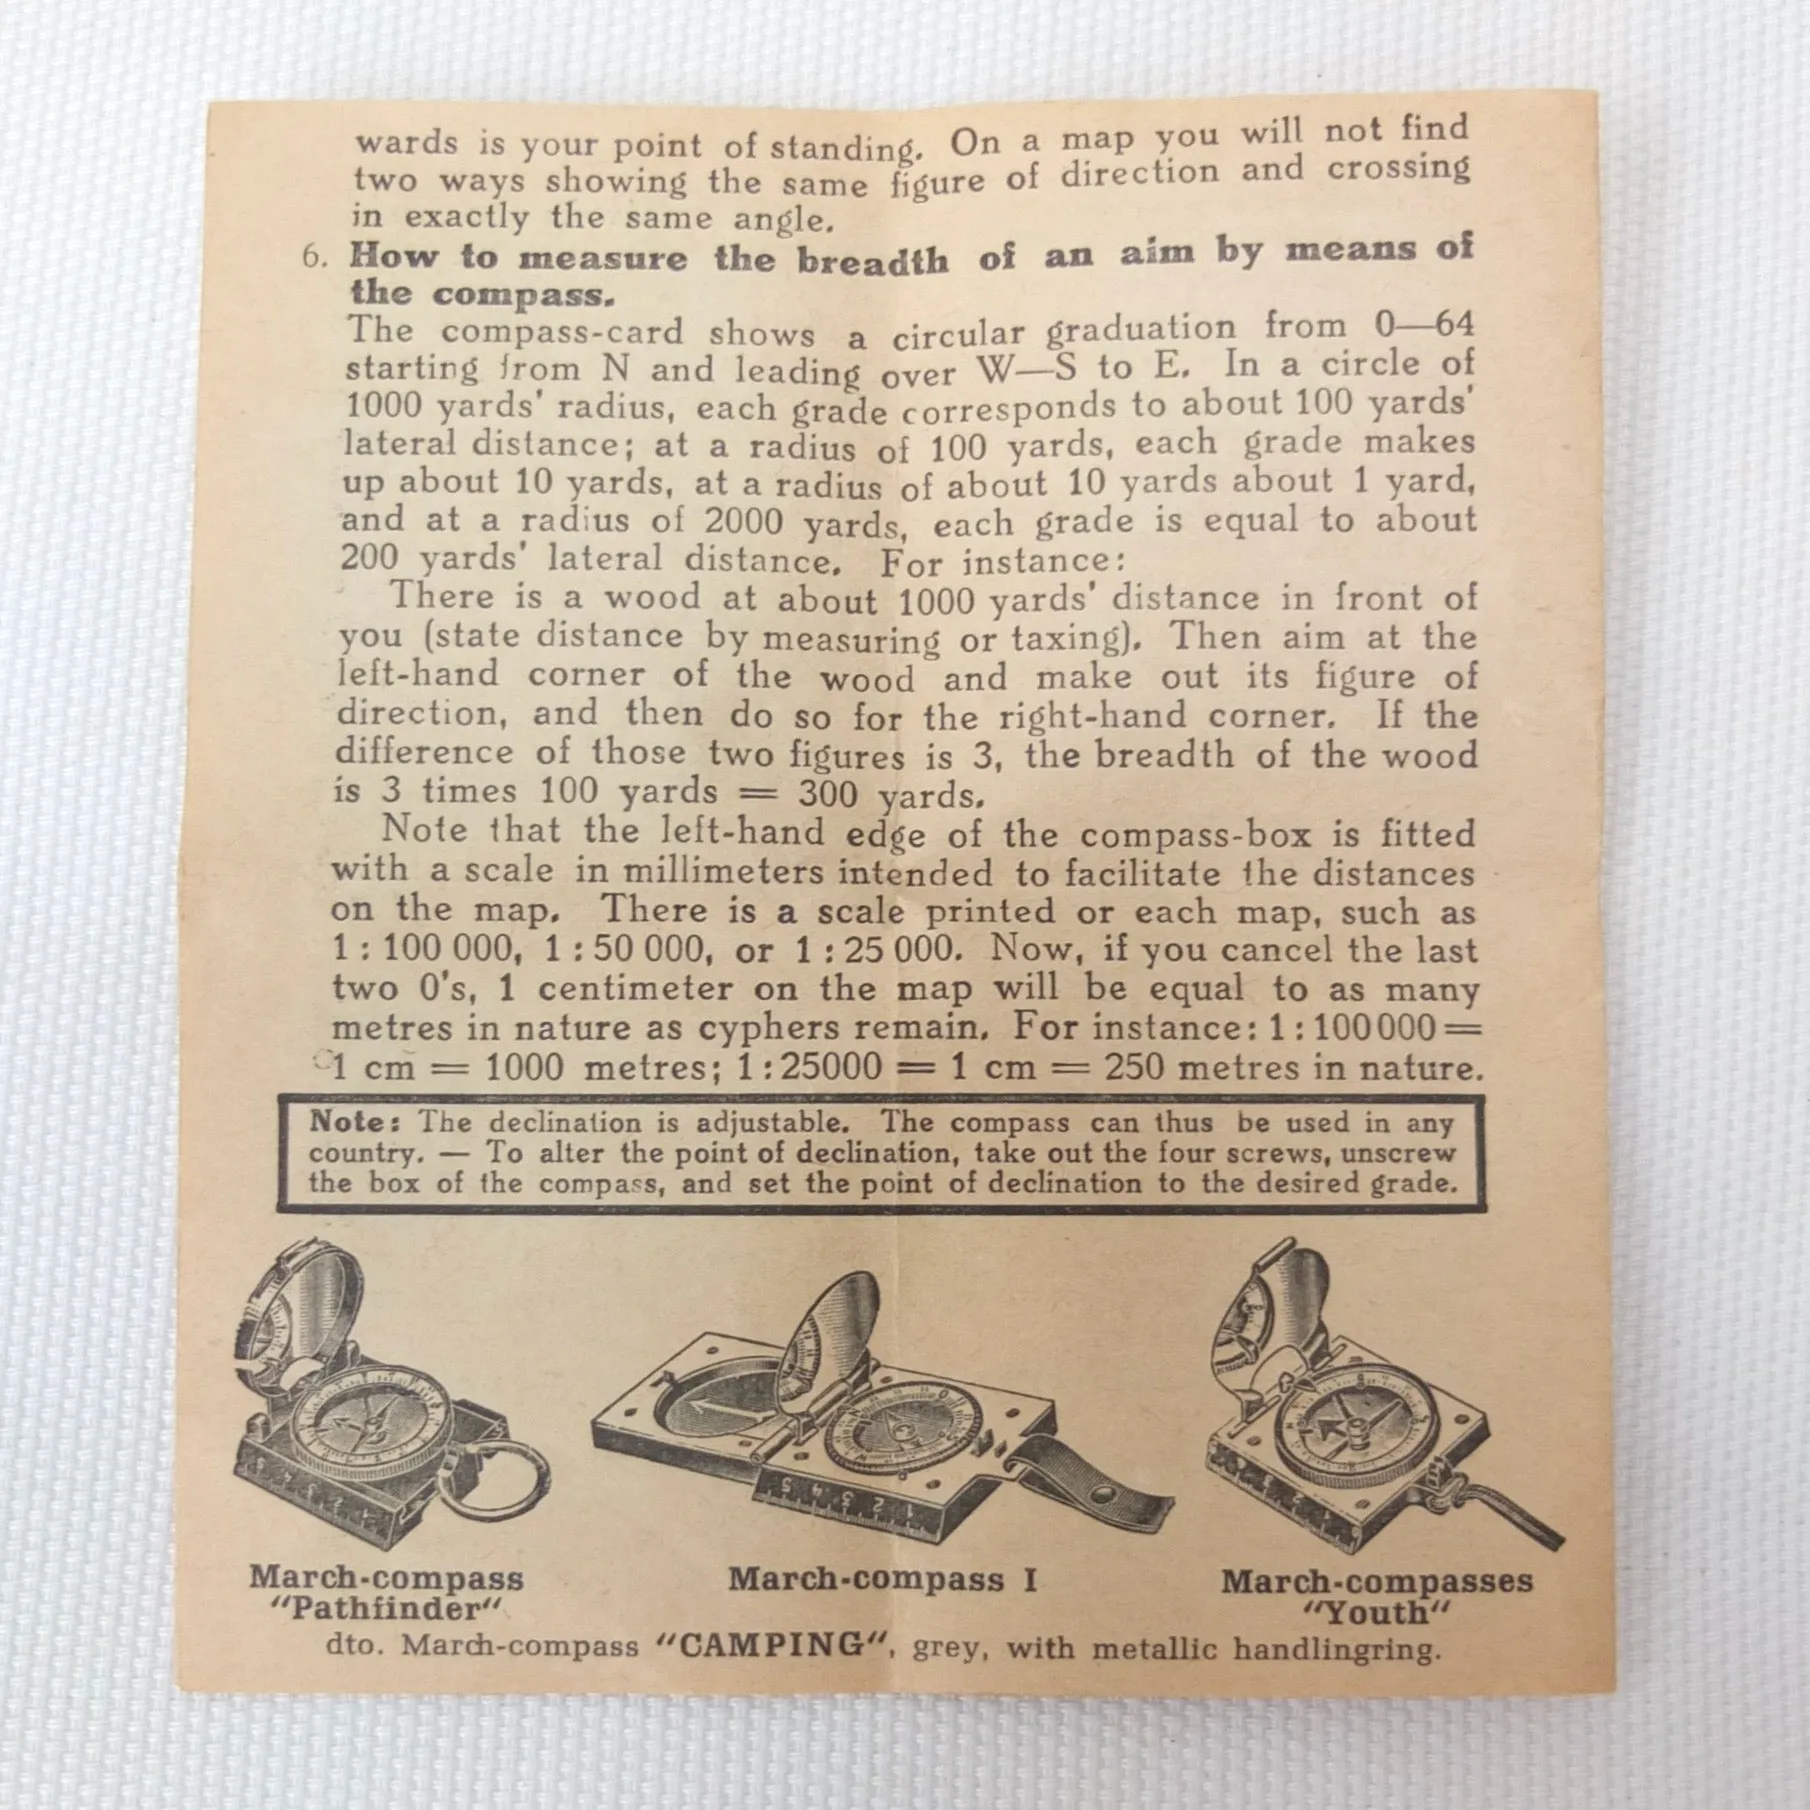 wards is your point of standing. On a map you will not find
two ways showing the same figure of direction and crossing
in exactly the same angle.
6. How to measure the breadth of an aim by means of
the compass.
The compass-card shows a circular graduation from 0—64
starting from N and leading over W—S to E. In a circle of
1000 yards' radius, each grade corresponds to about 100 yards'
lateral distance; at a radius of 100 yards, each grade makes
up about 10 yards, at a radius of about 10 yards about 1 yard,
and at a radius of 2000 yards, each grade is equal to about
200 yards' lateral distance. For instance:
There is a wood at about 1000 yards' distance in front of
you (state distance by measuring or taxing). Then aim at the
left-hand corner of the wood and make out its figure of
direction, and then do so for the right-hand corner. If the
difference of those two figures is 3, the breadth of the wood
is 3 times 100 yards = 300 yards.
Note that the left-hand edge of the compass-box is fitted
with a scale in millimeters intended to facilitate the distances
on the map. There is a scale printed or each map, such as
1 : 100 000, 1 : 50 000, or 1 : 25 000. Now, if you cancel the last
two 0's, 1 centimeter on the map will be equal to as many
metres in nature as cyphers remain. For instance: 1 : 100 000 =
1 cm = 1000 metres; 1 : 25000 = 1 cm = 250 metres in nature.
Note: The declination is adjustable. The compass can thus be used in any
country. — To alter the point of declination, take out the four screws, unscrew
the box of the compass, and set the point of declination to the desired grade.
March-compass
"Pathfinder"
March-compass I
March-compasses
"Youth"
dto. March-compass "CAMPING", grey, with metallic handlingring.